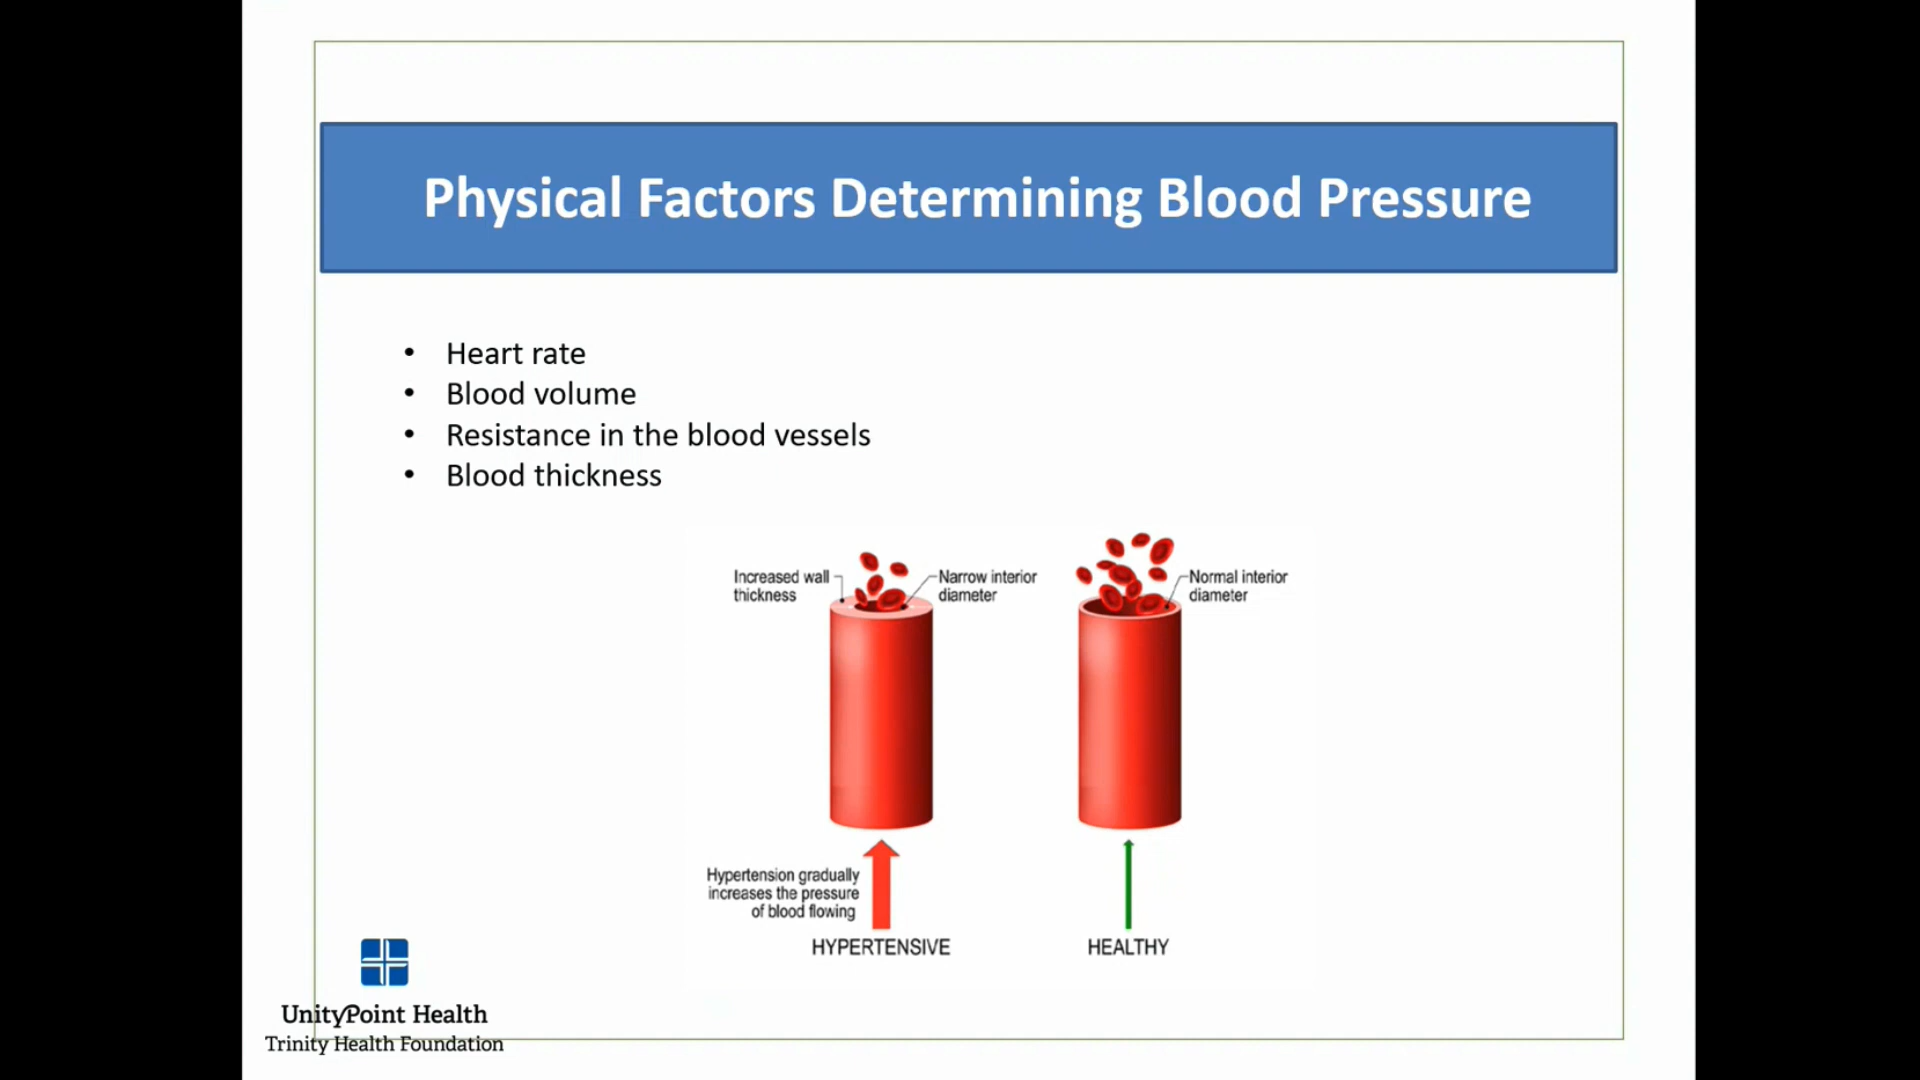 Physical Factors Determining Blood Pressure
• Heart rate
• Blood volume
• Resistance in the blood vessels
• Blood thickness
Increased wall
thickness
Narrow interior
diameter
Normal interior
diameter
Hypertension gradually
increases the pressure
of blood flowing
HYPERTENSIVE
HEALTHY
UnityPoint Health
Trinity Health Foundation